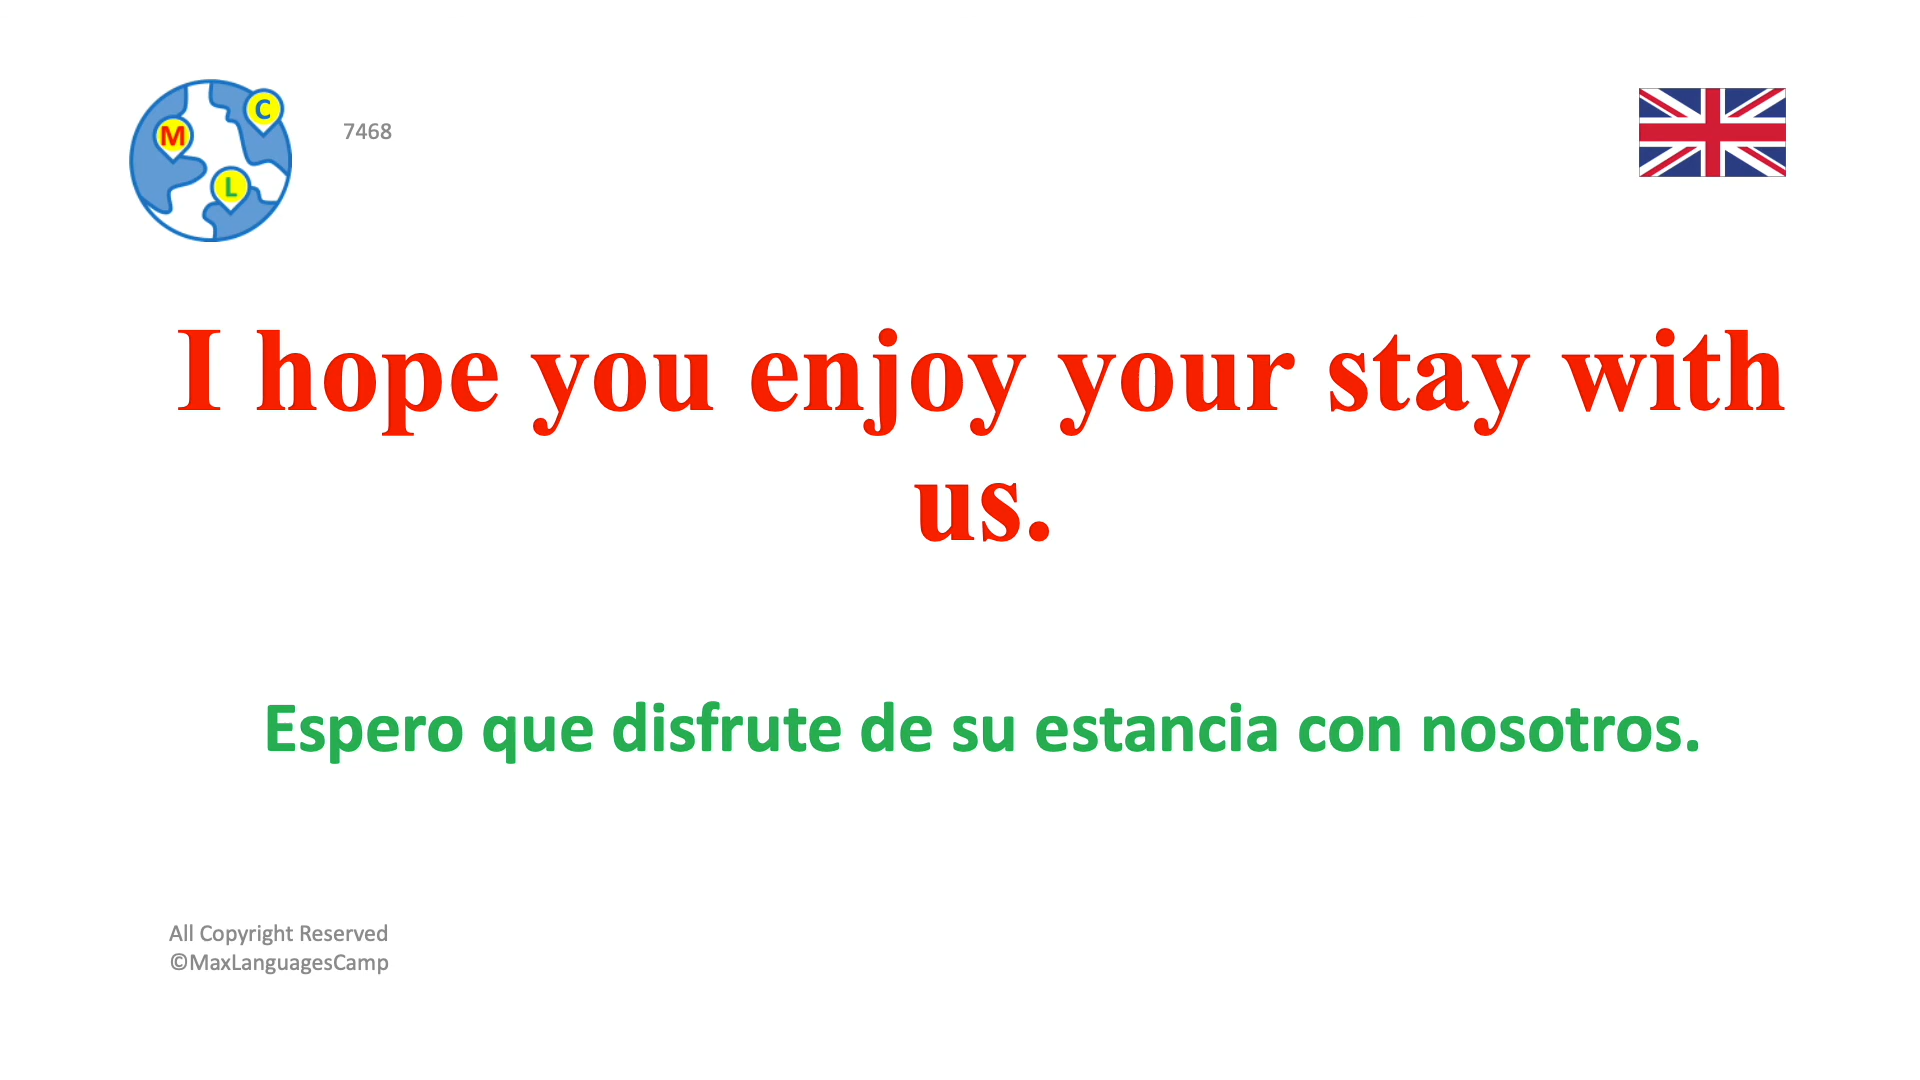 C
M
L
7468
I hope you enjoy your stay with
us.
Espero que disfrute de su estancia con nosotros.
All Copyright Reserved
©MaxLanguagesCamp